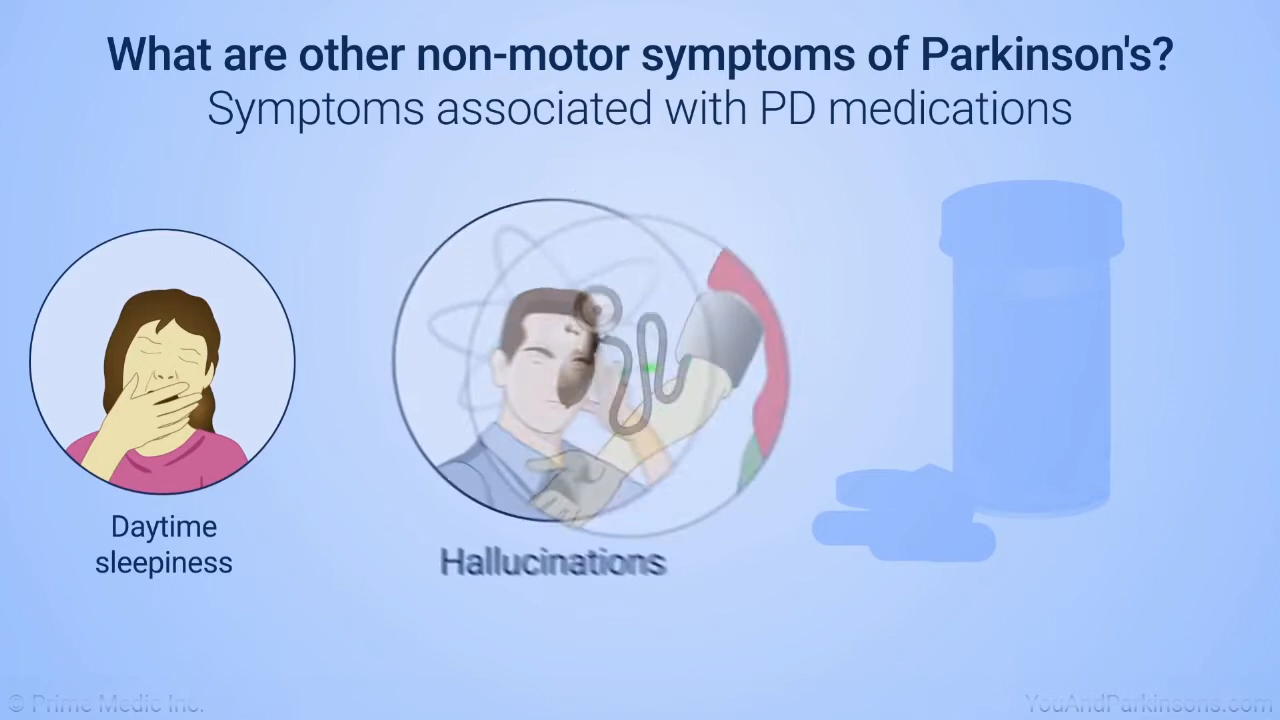 What are other non-motor symptoms of Parkinson's?
Symptoms associated with PD medications
Daytime
sleepiness
Hallucinations
© Prime Medic Inc.
YouAndParkinsons.com